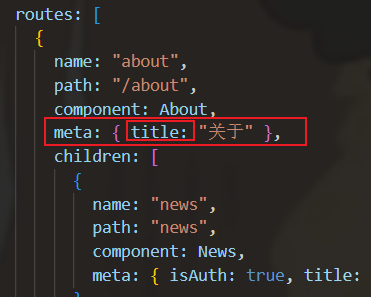 routes: [
{
name: "about",
path: "/about",
component: About,
meta: { title: "关于" },
children: [
{
name: "news",
path: "news",
component: News,
meta: { isAuth: true, title: